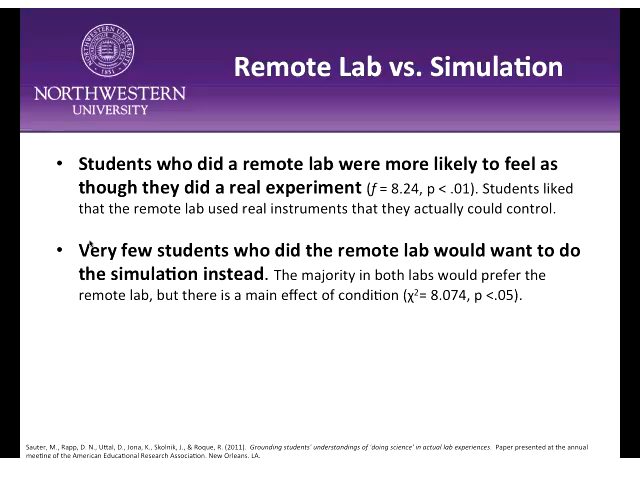 Remote Lab vs. Simulation
NORTHWESTERN
UNIVERSITY
• Students who did a remote lab were more likely to feel as
though they did a real experiment (f = 8.24, p < .01). Students liked
that the remote lab used real instruments that they actually could control.
• Very few students who did the remote lab would want to do
the simulation instead. The majority in both labs would prefer the
remote lab, but there is a main effect of condition (χ²= 8.074, p <.05).
Sauter, M., Rapp, D. N., Uttal, D., Jona, K., Skolnik, J., & Roque, R. (2011). Grounding students' understandings of 'doing science' in actual lab experiences. Paper presented at the annual
meeting of the American Educational Research Association. New Orleans. LA.